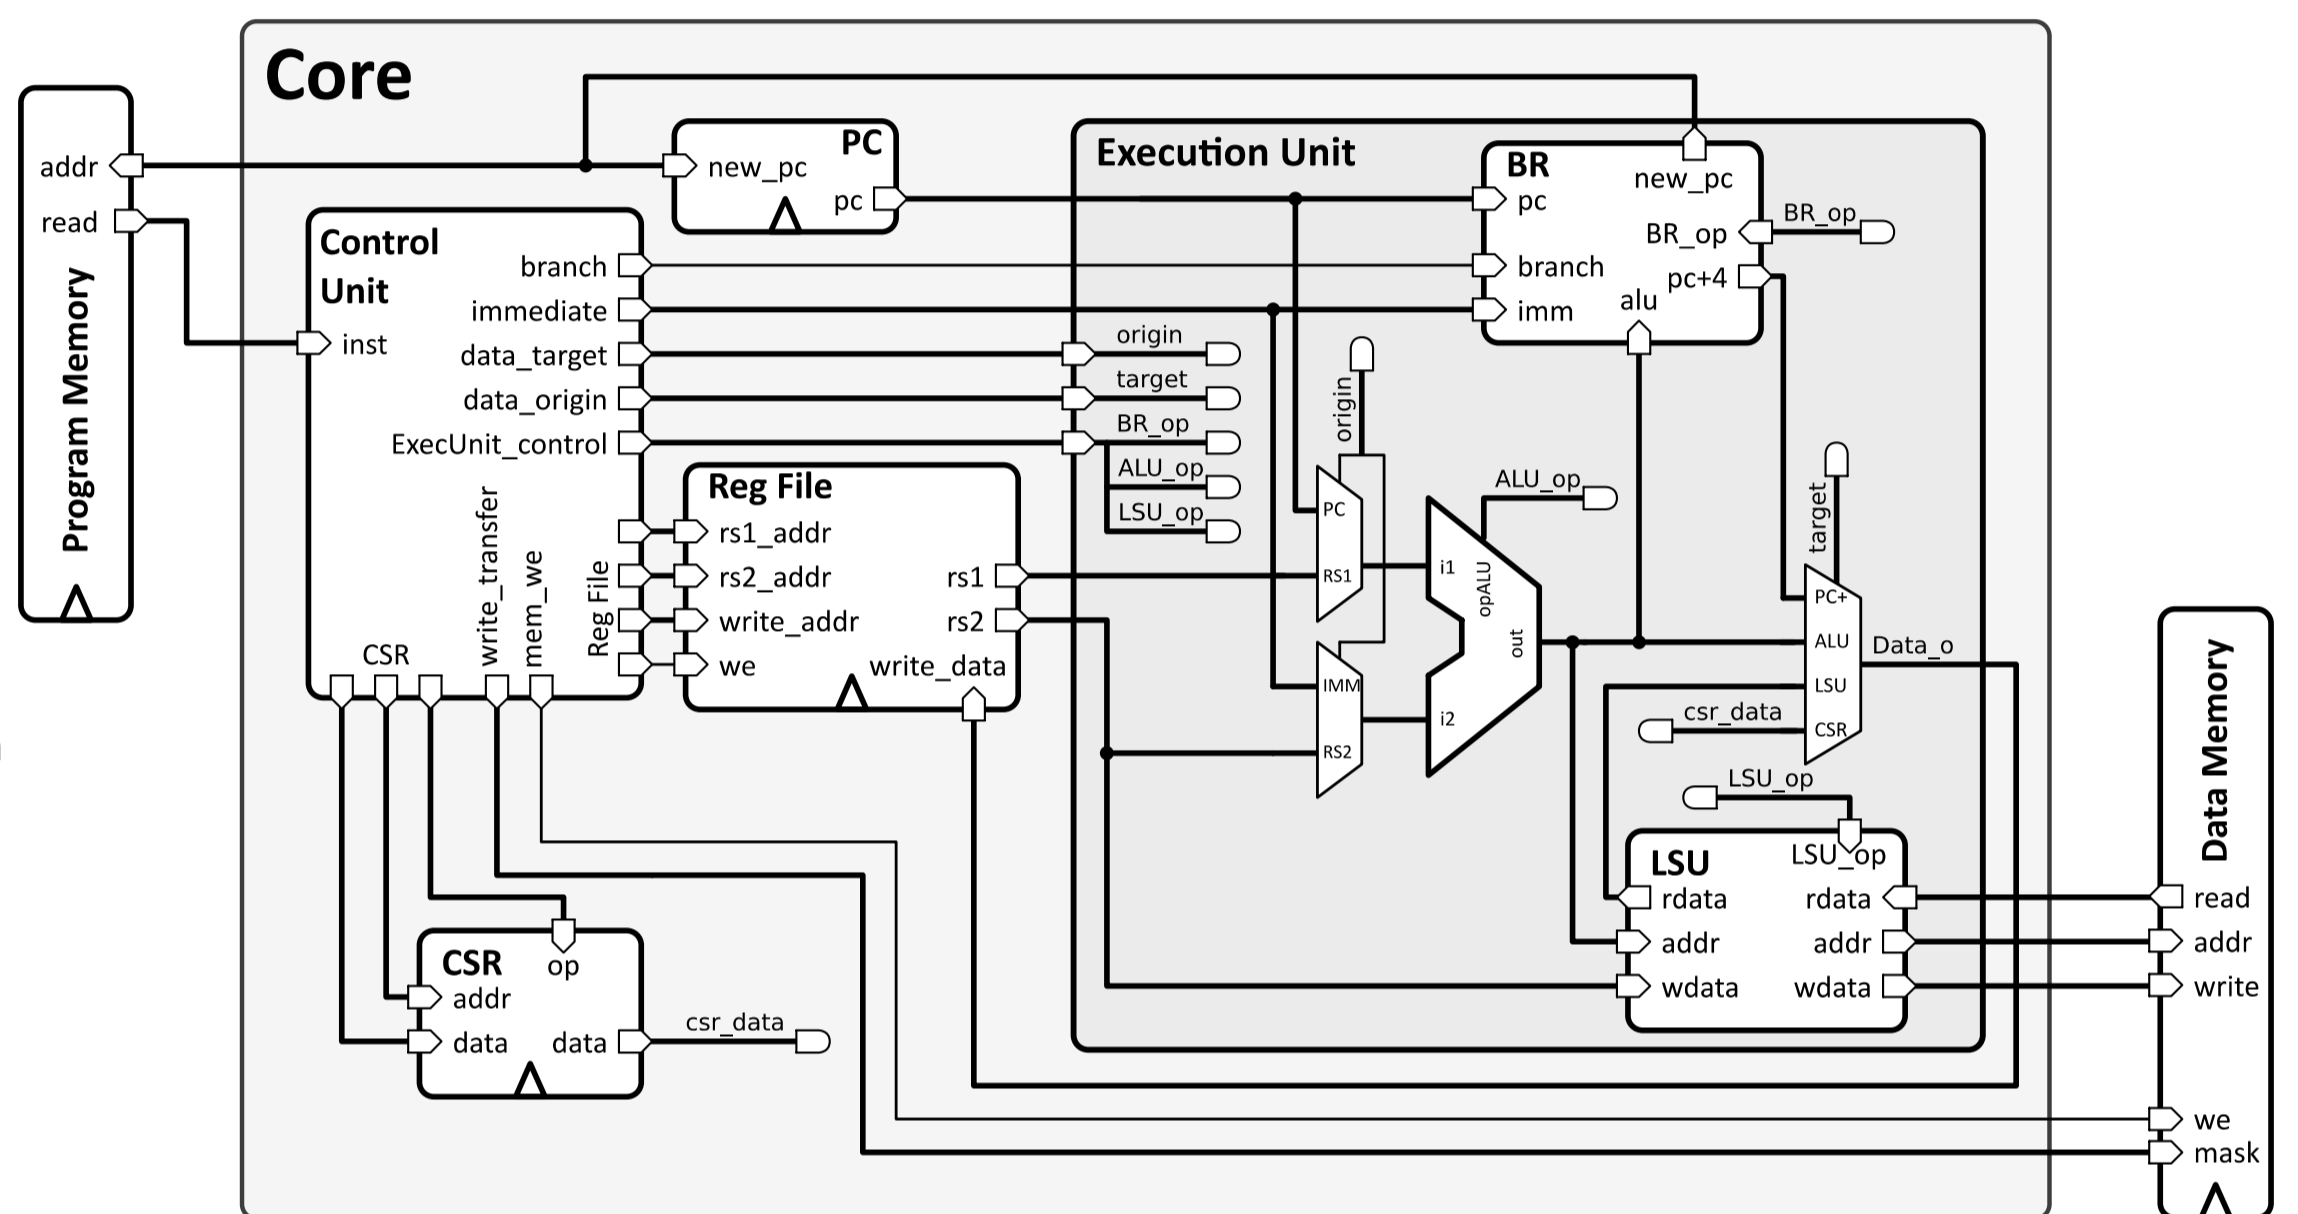 Core
Program Memory
addr
read
PC
new_pc
pc
Control
Unit
inst
branch
immediate
data_target
data_origin
ExecUnit_control
write_transfer
mem_we
Reg File
CSR
Reg File
rs1_addr
rs2_addr
write_addr
we
rs1
rs2
write_data
CSR
op
addr
data
data
csr_data
Execution Unit
origin
target
BR_op
ALU_op
LSU_op
BR
pc
branch
imm
new_pc
BR_op
pc+4
alu
BR_op
origin
PC
RS1
IMM
RS2
ALU_op
i1
i2
opALU
out
target
PC+
ALU
LSU
CSR
Data_o
csr_data
LSU_op
LSU
LSU_op
rdata
addr
wdata
rdata
addr
wdata
Data Memory
read
addr
write
we
mask